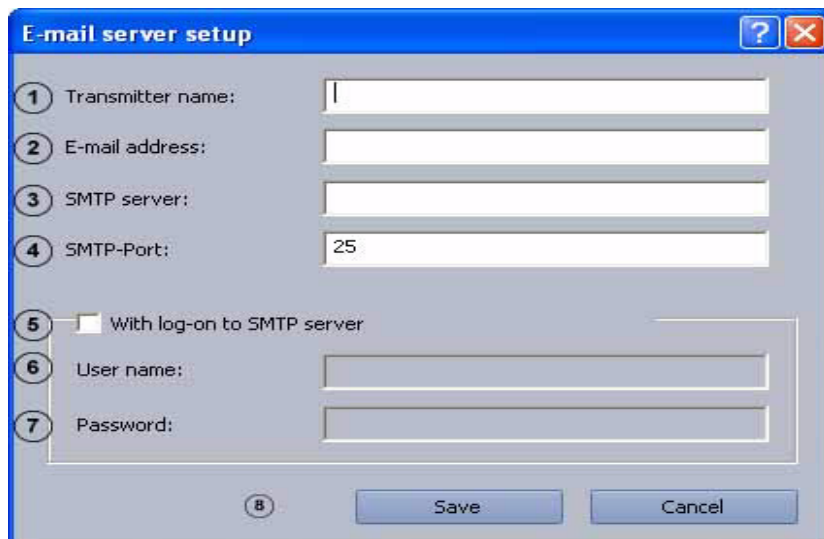 E-mail server setup
1 Transmitter name:
2 E-mail address:
3 SMTP server:
4 SMTP-Port: 25
5 With log-on to SMTP server
6 User name:
7 Password:
8 Save Cancel